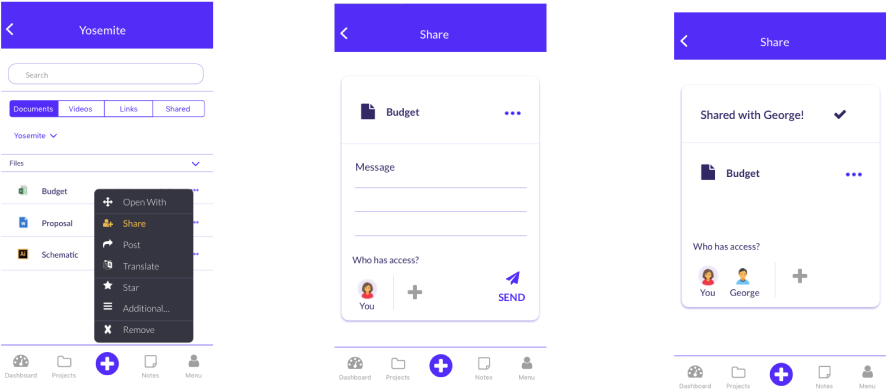 Yosemite
Search
Documents Videos Links Shared
Yosemite
Files
Budget
Proposal
Schematic
Open With
Share
Post
Translate
Star
Additional...
Remove
Dashboard Projects Notes Menu
Share
Budget
Message
Who has access?
You
SEND
Dashboard Projects Notes Menu
Share
Shared with George!
Budget
Who has access?
You George
Dashboard Projects Notes Menu